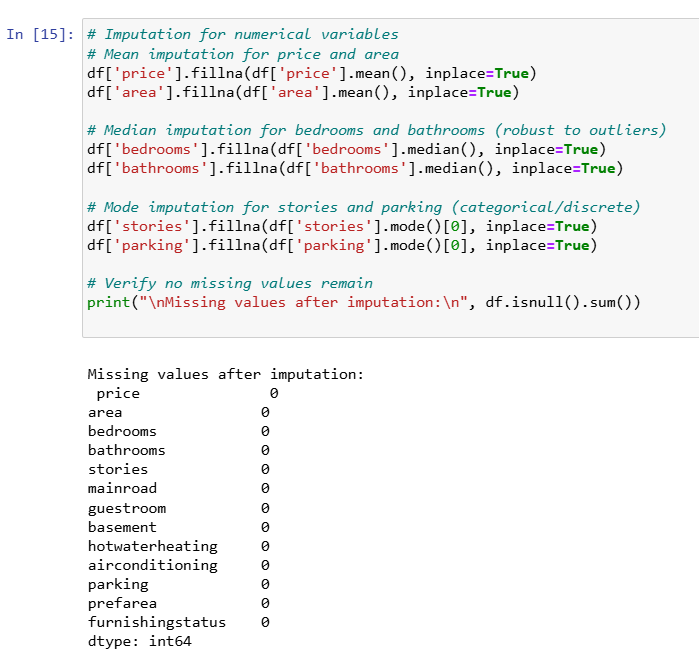 In [15]: # Imputation for numerical variables
# Mean imputation for price and area
df['price'].fillna(df['price'].mean(), inplace=True)
df['area'].fillna(df['area'].mean(), inplace=True)

# Median imputation for bedrooms and bathrooms (robust to outliers)
df['bedrooms'].fillna(df['bedrooms'].median(), inplace=True)
df['bathrooms'].fillna(df['bathrooms'].median(), inplace=True)

# Mode imputation for stories and parking (categorical/discrete)
df['stories'].fillna(df['stories'].mode()[0], inplace=True)
df['parking'].fillna(df['parking'].mode()[0], inplace=True)

# Verify no missing values remain
print("\nMissing values after imputation:\n", df.isnull().sum())

Missing values after imputation:
 price               0
area                0
bedrooms            0
bathrooms           0
stories             0
mainroad            0
guestroom           0
basement            0
hotwaterheating     0
airconditioning     0
parking             0
prefarea            0
furnishingstatus    0
dtype: int64